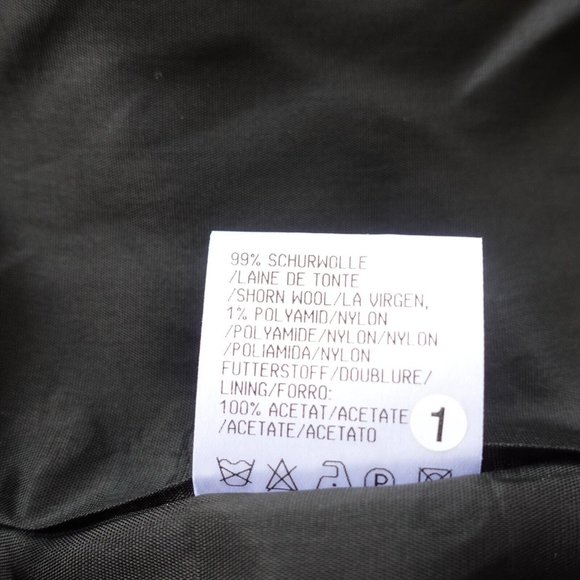 99% SCHURWOLLE
/LAINE DE TONTE
/SHORN WOOL/LA VIRGEN,
1% POLYAMID/NYLON
/POLYAMIDE/NYLON/NYLON
/POLIAMIDA/NYLON
FUTTERSTOFF/DOUBLURE/
LINING/FORRO:
100% ACETAT/ACETATE
/ACETATE/ACETATO
1
P